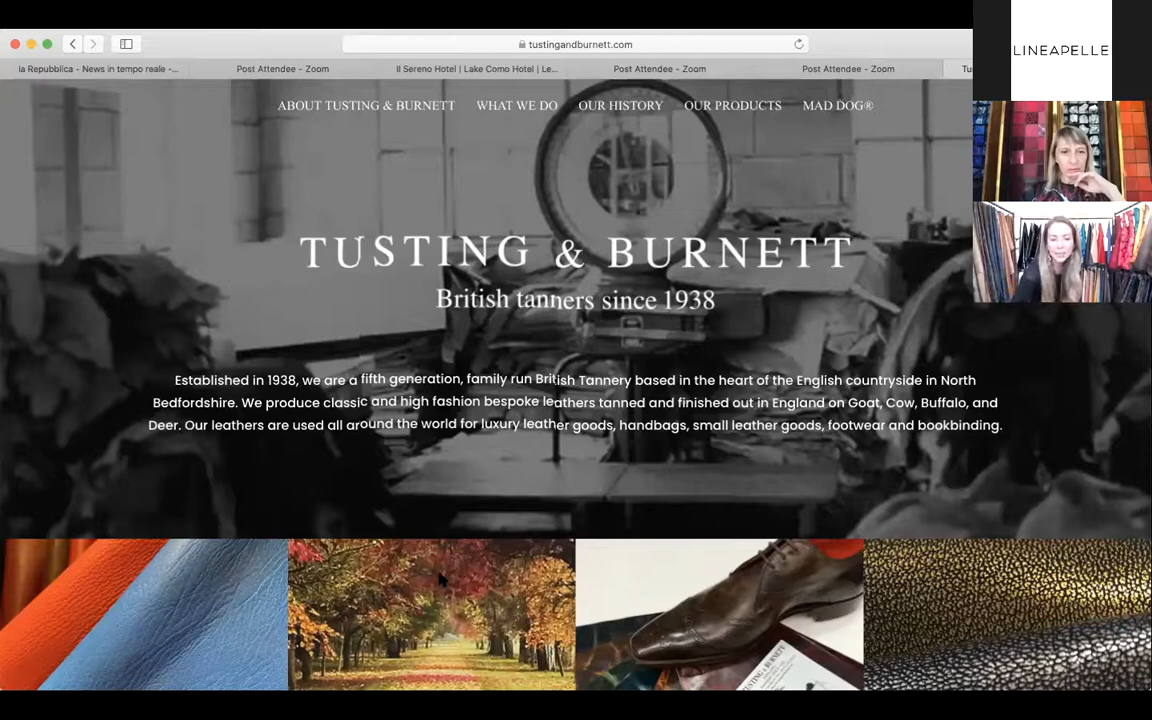 tustingandburnett.com
la Repubblica - News in tempo reale -...
Post Attendee - Zoom
Il Sereno Hotel | Lake Como Hotel | Le...
Post Attendee - Zoom
Post Attendee - Zoom
Tu
LINEAPELLE
ABOUT TUSTING & BURNETT
WHAT WE DO
OUR HISTORY
OUR PRODUCTS
MAD DOG®
TUSTING & BURNETT
British tanners since 1938
Established in 1938, we are a fifth generation, family run British Tannery based in the heart of the English countryside in North
Bedfordshire. We produce classic and high fashion bespoke leathers tanned and finished out in England on Goat, Cow, Buffalo, and
Deer. Our leathers are used all around the world for luxury leather goods, handbags, small leather goods, footwear and bookbinding.
TUSTING & BURNETT